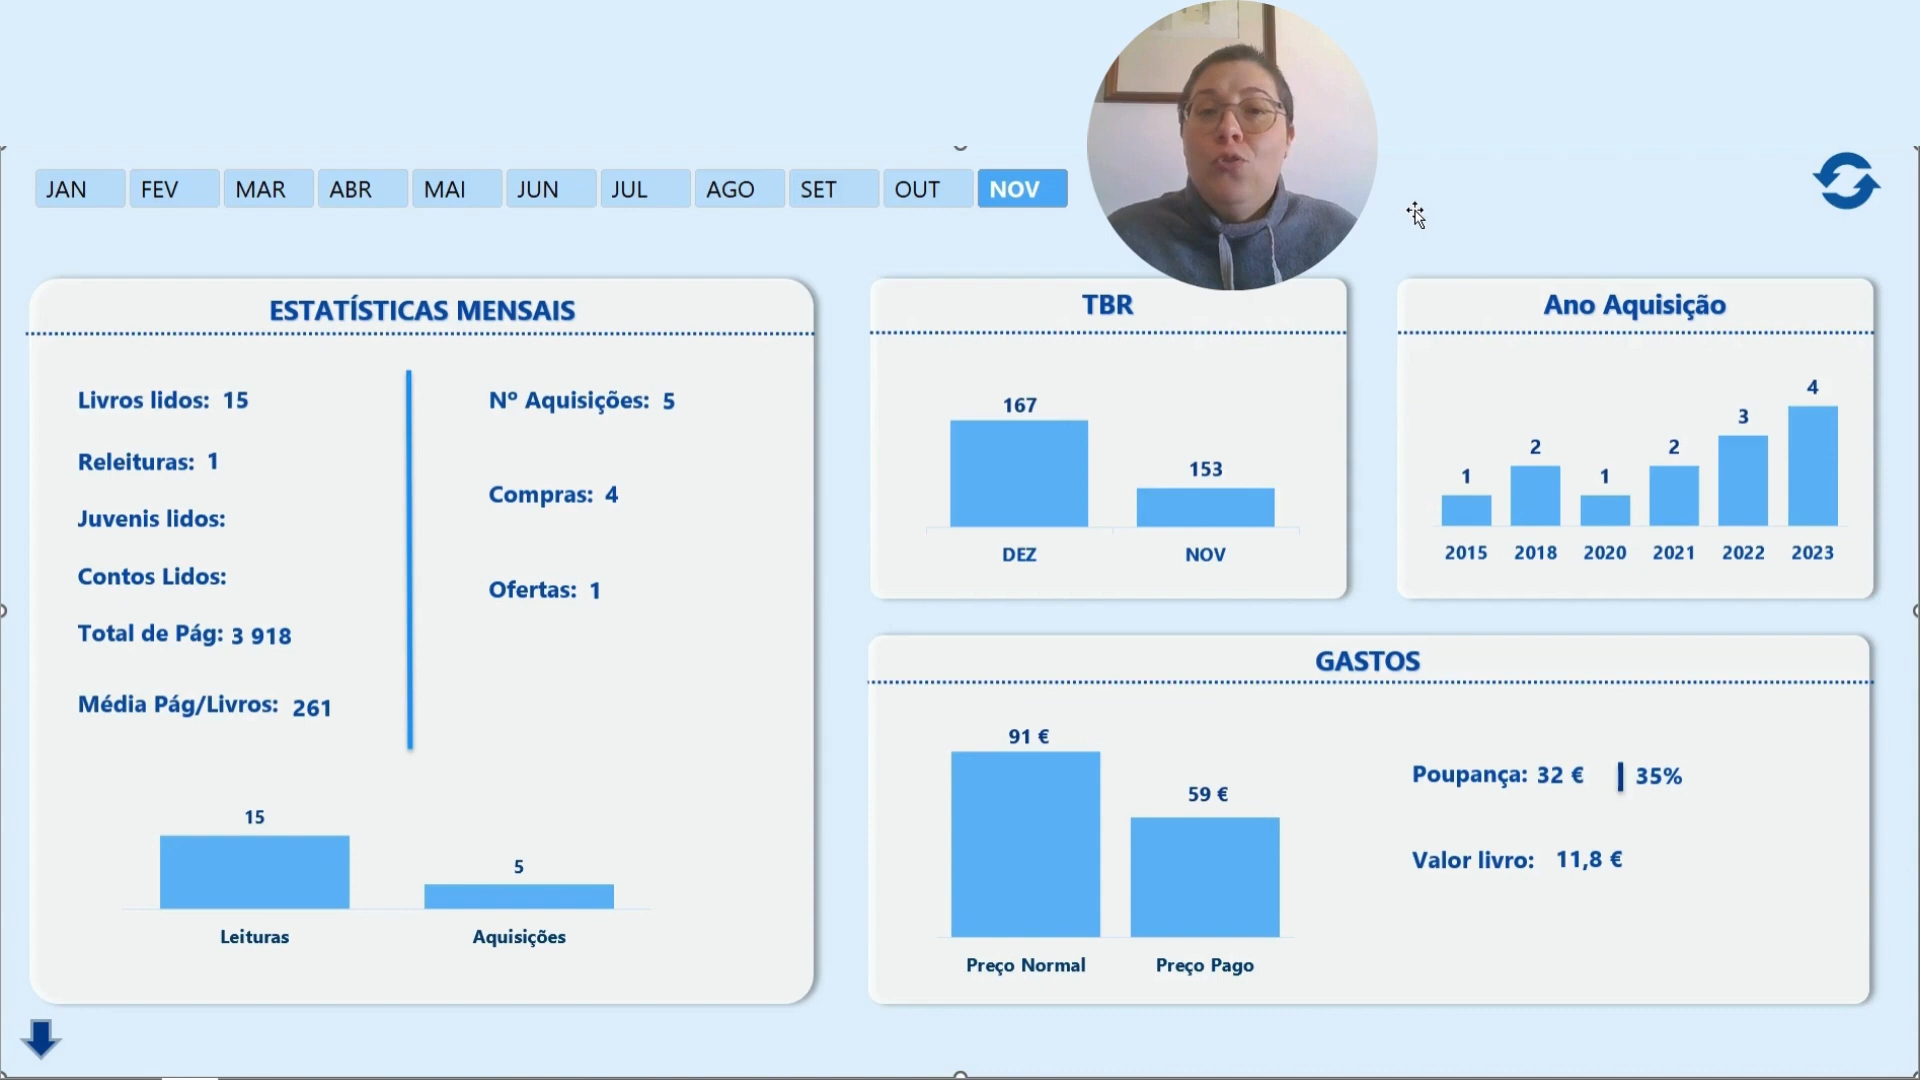 JAN FEV MAR ABR MAI JUN JUL AGO SET OUT NOV
ESTATÍSTICAS MENSAIS
Livros lidos: 15
Releituras: 1
Juvenis lidos:
Contos Lidos:
Total de Pág: 3 918
Média Pág/Livros: 261
Nº Aquisições: 5
Compras: 4
Ofertas: 1
15
5
Leituras Aquisições
TBR
167
153
DEZ NOV
Ano Aquisição
1 2 1 2 3 4
2015 2018 2020 2021 2022 2023
GASTOS
91 €
59 €
Preço Normal Preço Pago
Poupança: 32 € | 35%
Valor livro: 11,8 €